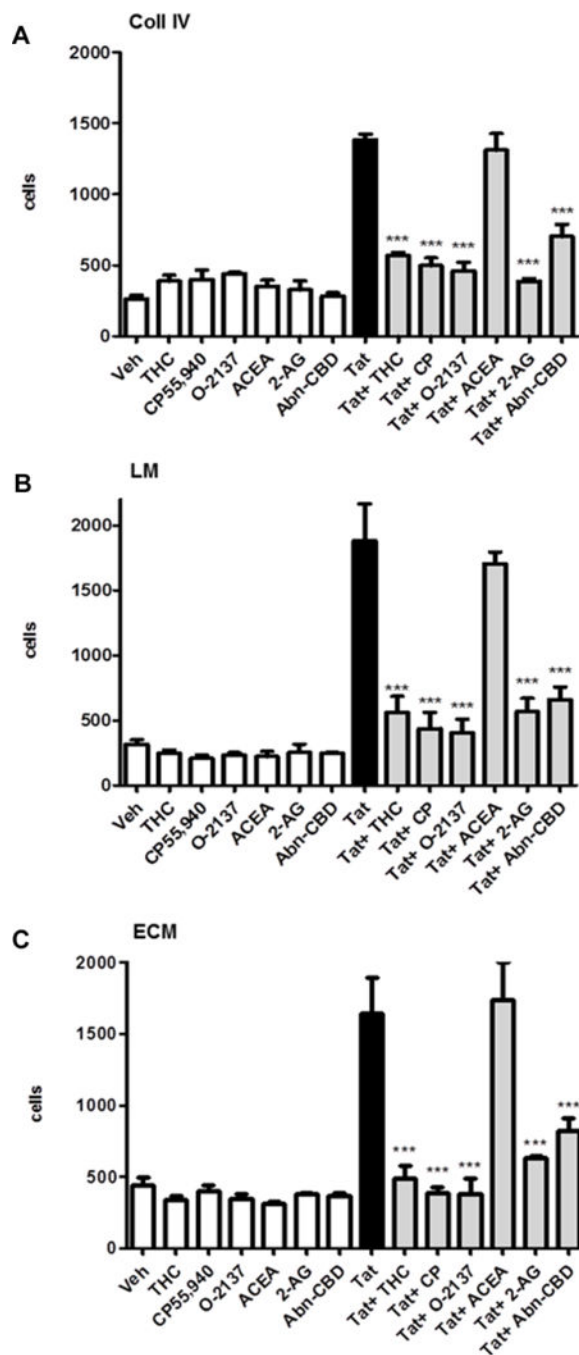 A
Coll IV
2000
1500
1000
500
0
cells
Veh
THC
CP55,940
O-2137
ACEA
2-AG
Abn-CBD
Tat
Tat+ THC
Tat+ CP
Tat+ O-2137
Tat+ ACEA
Tat+ 2-AG
Tat+ Abn-CBD
***
***
***
***
***
B
LM
2000
1500
1000
500
0
cells
Veh
THC
CP55,940
O-2137
ACEA
2-AG
Abn-CBD
Tat
Tat+ THC
Tat+ CP
Tat+ O-2137
Tat+ ACEA
Tat+ 2-AG
Tat+ Abn-CBD
***
***
***
***
***
C
ECM
2000
1500
1000
500
0
cells
Veh
THC
CP55,940
O-2137
ACEA
2-AG
Abn-CBD
Tat
Tat+ THC
Tat+ CP
Tat+ O-2137
Tat+ ACEA
Tat+ 2-AG
Tat+ Abn-CBD
***
***
***
***
***